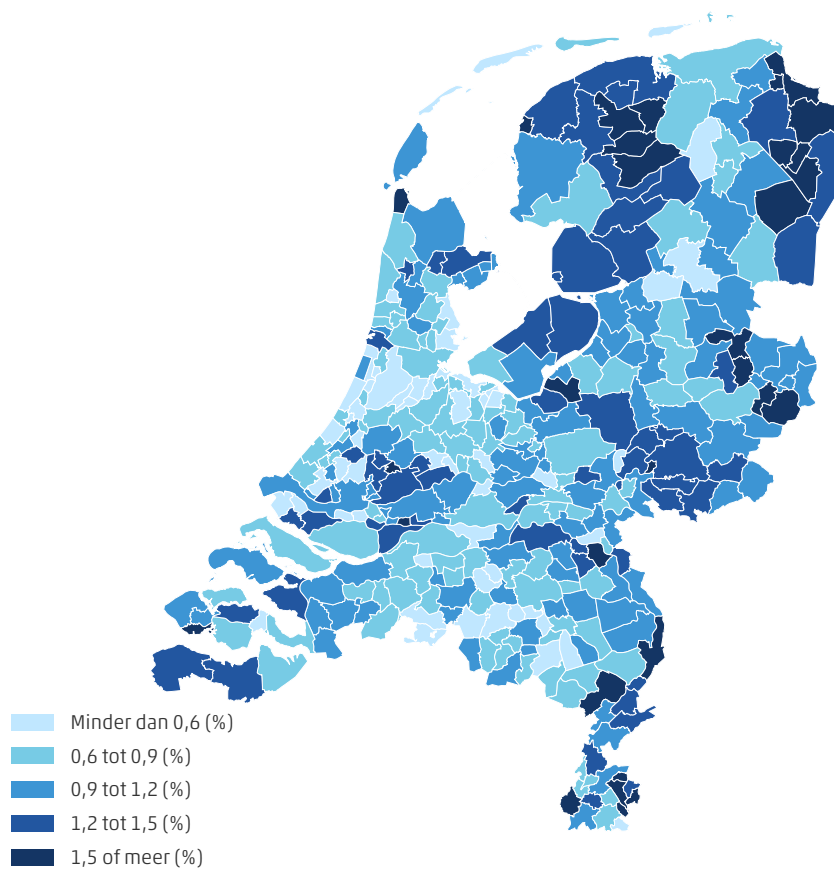 Minder dan 0,6 (%)
0,6 tot 0,9 (%)
0,9 tot 1,2 (%)
1,2 tot 1,5 (%)
1,5 of meer (%)